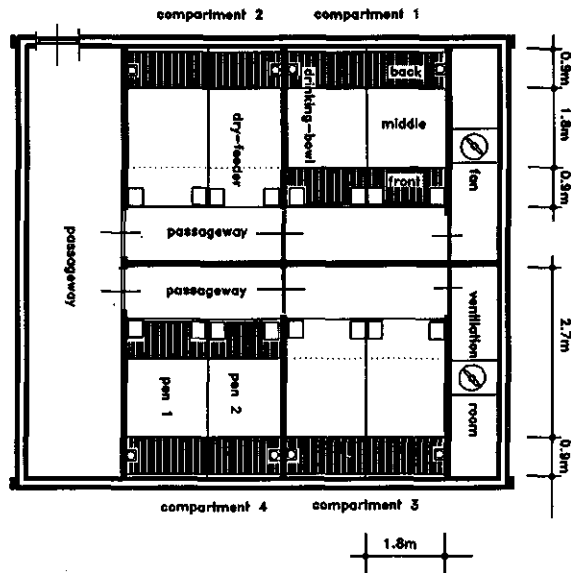 compartment 2
compartment 1
back
drinking-bowl
dry-feeder
middle
front
fan
passageway
passageway
passageway
ventilation
room
pen 1
pen 2
compartment 4
compartment 3
0.9m
1.8m
0.9m
2.7m
0.9m
1.8m